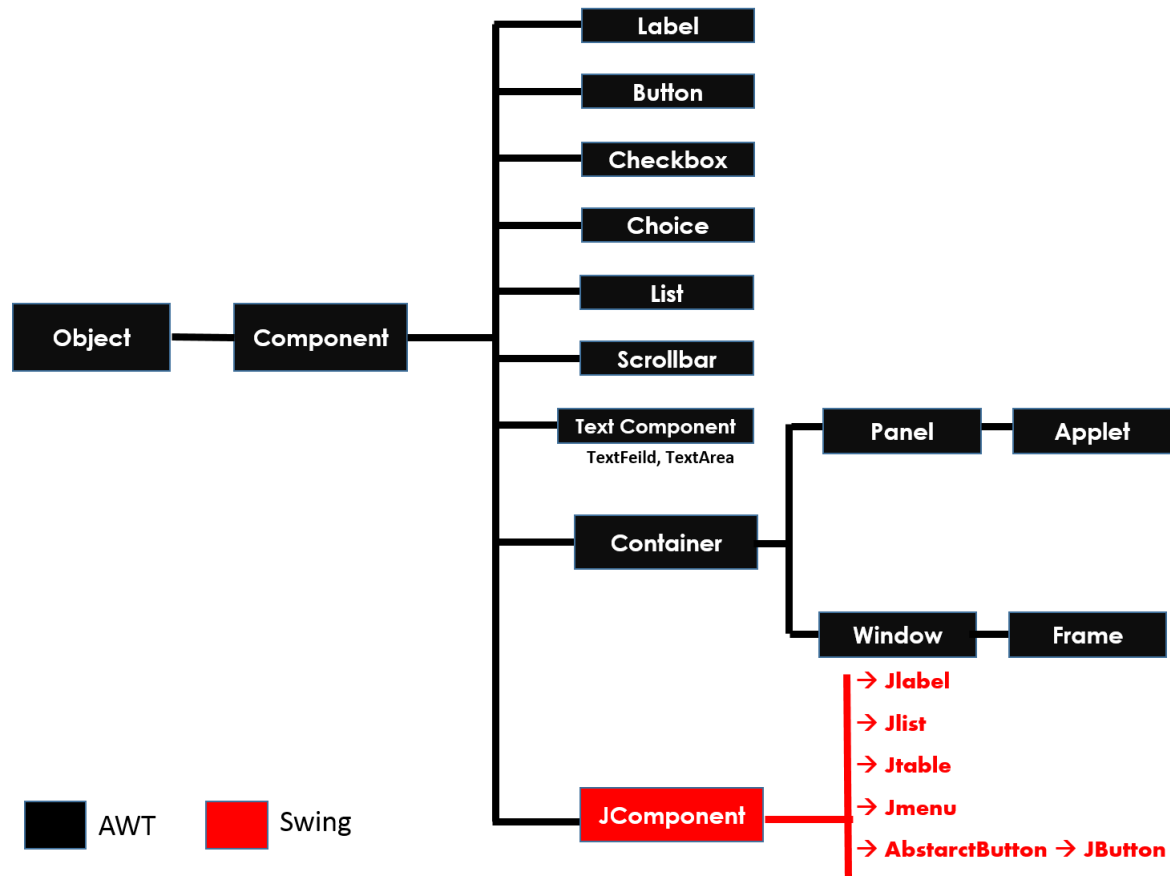 Label
Button
Checkbox
Choice
List
Object
Component
Scrollbar
Text Component
TextFeild, TextArea
Panel
Applet
Container
Window
Frame
JComponent
→ Jlabel
→ Jlist
→ Jtable
→ Jmenu
→ AbstarctButton → JButton
AWT
Swing